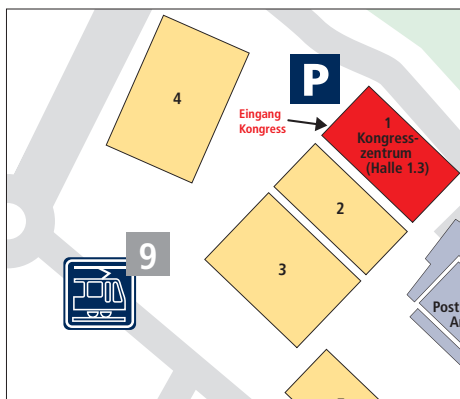 P
4
Eingang
Kongress
1
Kongress-
zentrum
(Halle 1.3)
2
9
3
Post